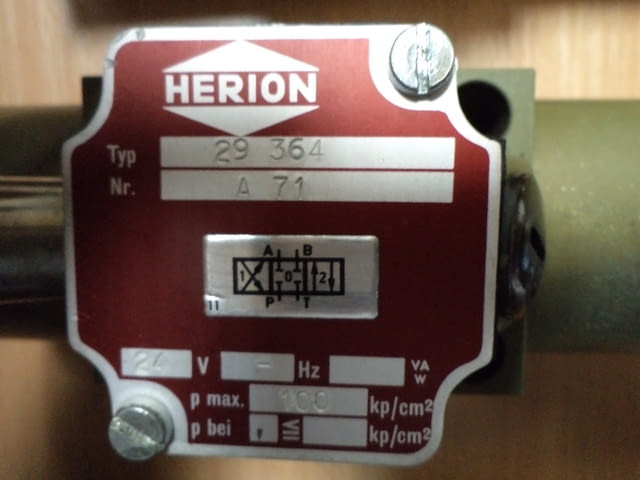 HERION
Typ 29 364
Nr. A 71
A B
1 0 2
11 P T
24 V - Hz VA W
p max. 100 kp/cm²
p bei VII kp/cm²